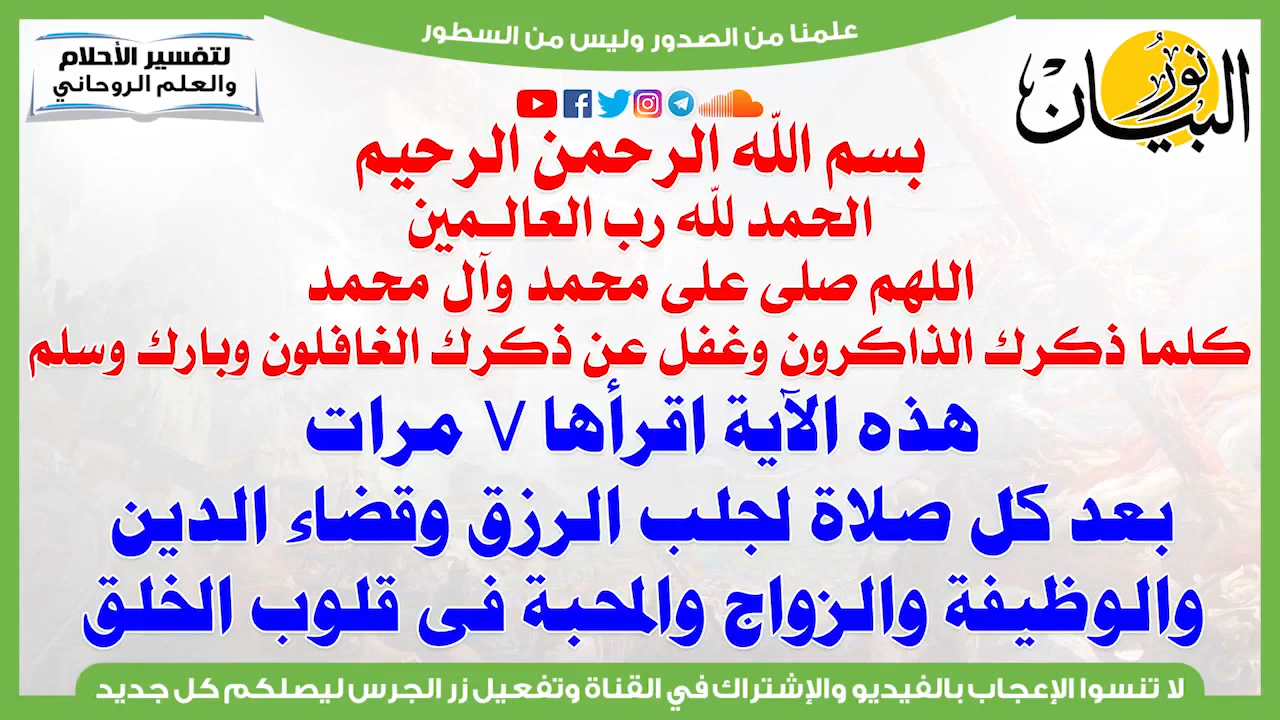 علمنا من الصدور وليس من السطور
نور البيان
لتفسير الأحلام
والعلم الروحاني
بسم الله الرحمن الرحيم
الحمد لله رب العالـمين
اللهم صلى على محمد وآل محمد
كلما ذكرك الذاكرون وغفل عن ذكرك الغافلون وبارك وسلم
هذه الآية اقرأها ٧ مرات
بعد كل صلاة لجلب الرزق وقضاء الدين
والوظيفة والزواج والمحبة فى قلوب الخلق
لا تنسوا الإعجاب بالفيديو والإشتراك في القناة وتفعيل زر الجرس ليصلكم كل جديد